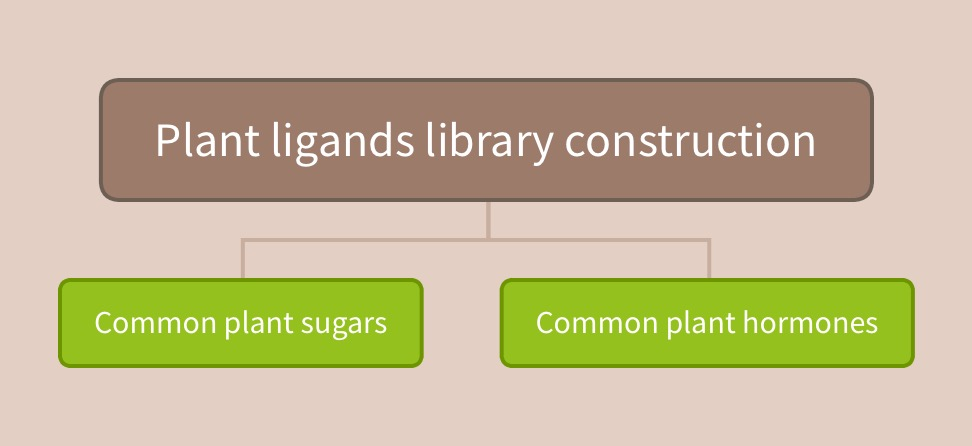 Plant ligands library construction
Common plant sugars
Common plant hormones